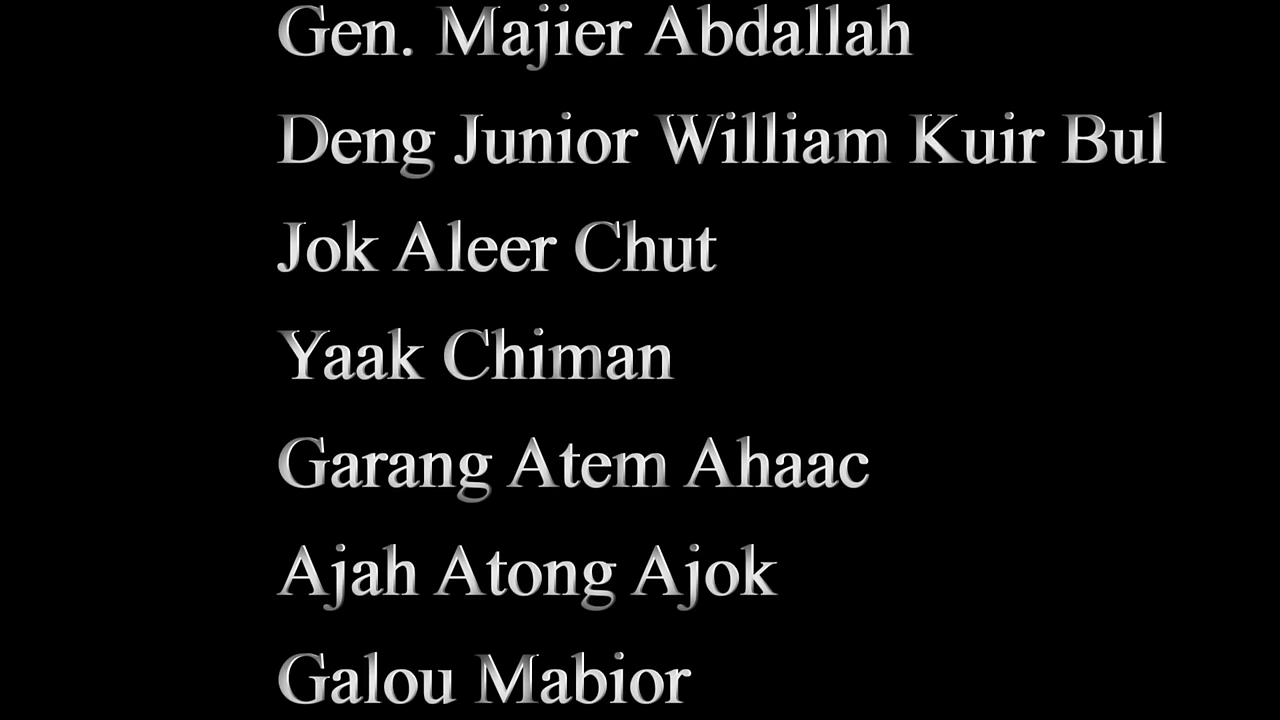 Gen. Majier Abdallah
Deng Junior William Kuir Bul
Jok Aleer Chut
Yaak Chiman
Garang Atem Ahaac
Ajah Atong Ajok
Galou Mabior